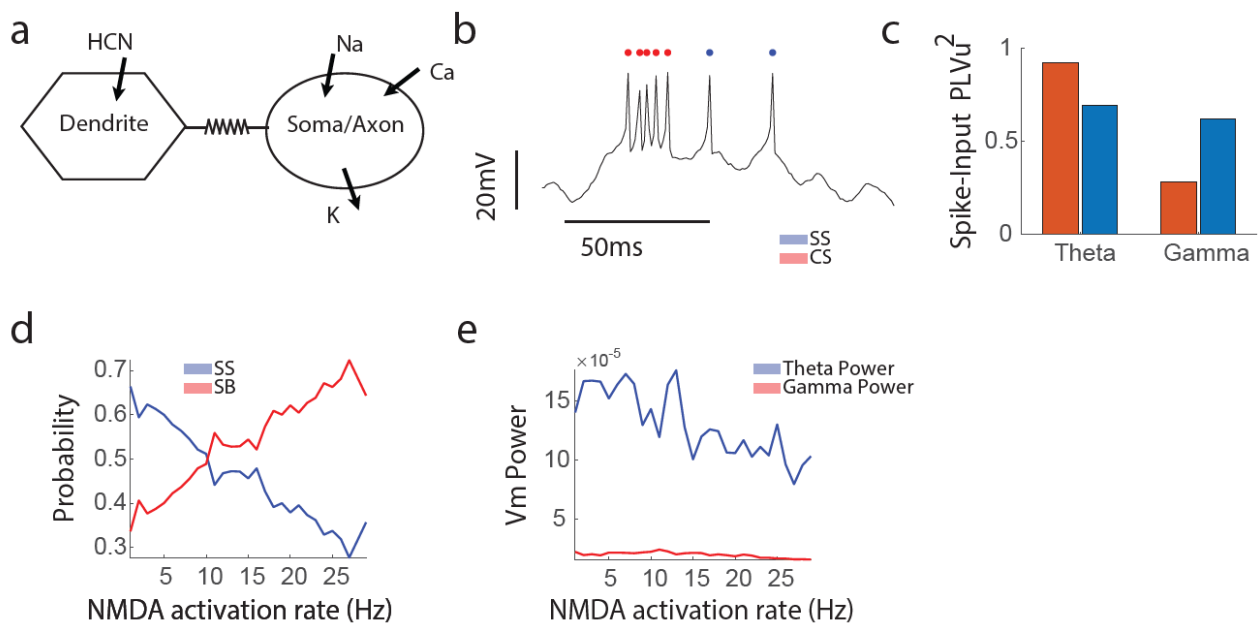 a
HCN
Na
Ca
Dendrite
Soma/Axon
K
b
20mV
50ms
SS
CS
c
Spike-Input PLVu²
1
0.5
0
Theta
Gamma
d
SS
SB
Probability
0.7
0.6
0.5
0.4
0.3
5 10 15 20 25
NMDA activation rate (Hz)
e
× 10⁻⁵
Theta Power
Gamma Power
Vm Power
15
10
5
5 10 15 20 25
NMDA activation rate (Hz)